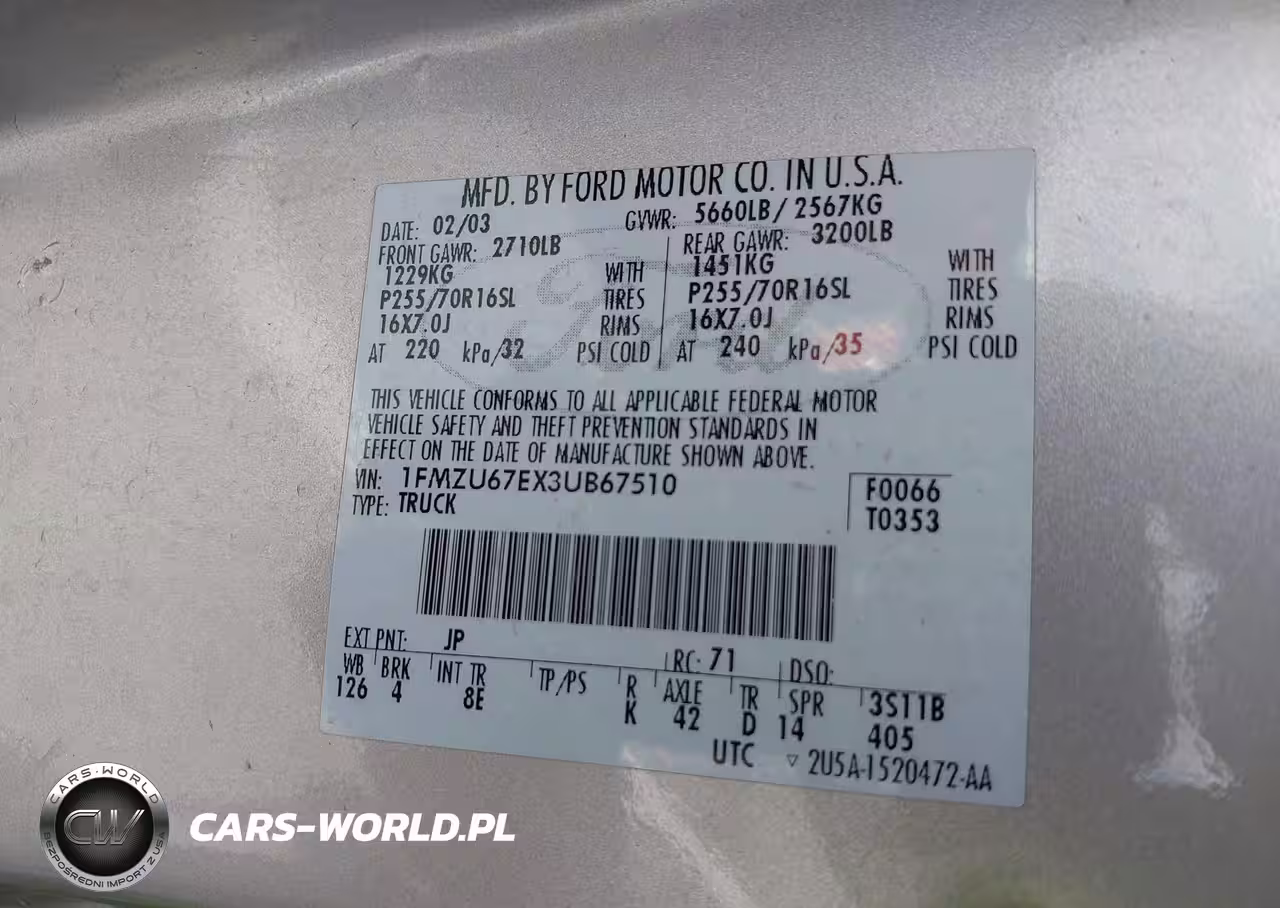 MFD. BY FORD MOTOR CO. IN U.S.A.
DATE: 02/03 GVWR: 5660LB / 2567KG
FRONT GAWR: 2710LB REAR GAWR: 3200LB
1229KG WITH 1451KG WITH
P255/70R16SL TIRES P255/70R16SL TIRES
16X7.0J RIMS 16X7.0J RIMS
AT 220 kPa/32 PSI COLD AT 240 kPa/35 PSI COLD
THIS VEHICLE CONFORMS TO ALL APPLICABLE FEDERAL MOTOR
VEHICLE SAFETY AND THEFT PREVENTION STANDARDS IN
EFFECT ON THE DATE OF MANUFACTURE SHOWN ABOVE.
VIN: 1FMZU67EX3UB67510 F0066
TYPE: TRUCK T0353
EXT PNT: JP RC: 71 DSO:
WB BRK INT TR TP/PS R AXLE TR SPR 3S11B
126 4 8E K 42 D 14 405
UTC ▽ 2U5A-1520472-AA
Ford
CARS-WORLD
CW
BEZPOŚREDNI IMPORT Z USA
CARS-WORLD.PL